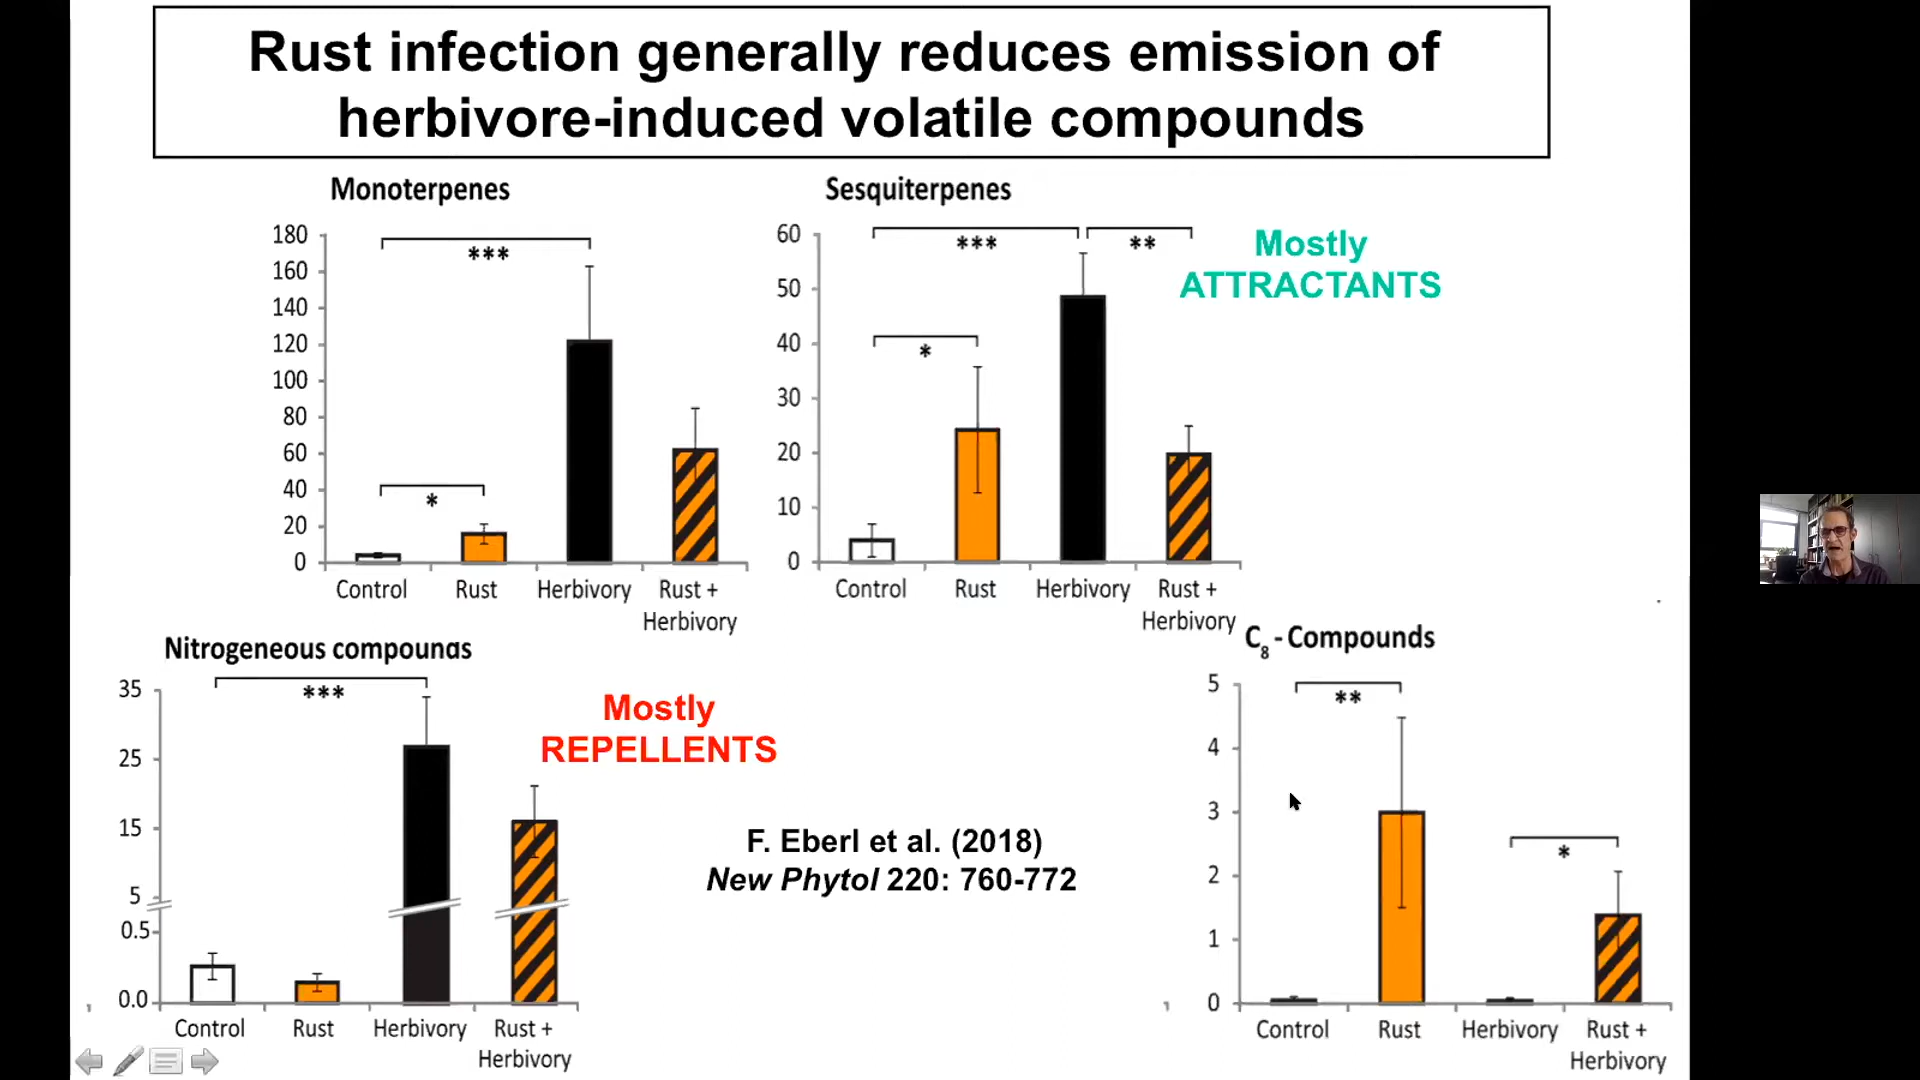 Rust infection generally reduces emission of
herbivore-induced volatile compounds
Monoterpenes
180
160
140
120
100
80
60
40
20
0
***
*
Control
Rust
Herbivory
Rust +
Herbivory
Sesquiterpenes
60
50
40
30
20
10
0
***
**
*
Control
Rust
Herbivory
Rust +
Herbivory
Mostly
ATTRACTANTS
Nitrogeneous compounds
35
25
15
5
0.5
0.0
***
Control
Rust
Herbivory
Rust +
Herbivory
Mostly
REPELLENTS
F. Eberl et al. (2018)
New Phytol 220: 760-772
C₈ - Compounds
5
4
3
2
1
0
**
*
Control
Rust
Herbivory
Rust +
Herbivory